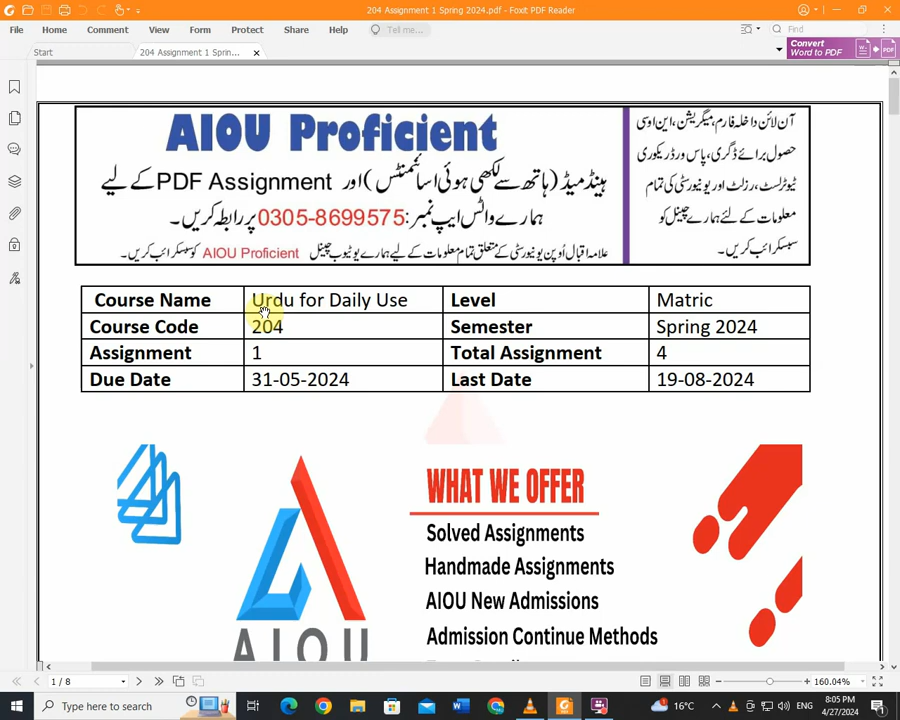 204 Assignment 1 Spring 2024.pdf - Foxit PDF Reader
File Home Comment View Form Protect Share Help Tell me... Find
Start 204 Assignment 1 Sprin... Convert Word to PDF
AIOU Proficient
ہینڈمیڈ (ہاتھ سے لکھی ہوئی اسائنمنٹس) اور PDF Assignment کے لیے
ہمارے واٹس ایپ نمبر: 0305-8699575 پر رابطہ کریں۔
علامہ اقبال اُوپن یونیورسٹی کے متعلق تمام معلومات کے لیے ہمارے یوٹیوب چینل AIOU Proficient کو سبسکرائب کریں۔
آن لائن داخلہ فارم، میگریشن، این او سی
حصول برائے ڈگری، پاس ورڈ ریکوری
ٹیوٹر لسٹ، رزلٹ اور یونیورسٹی کی تمام
معلومات کے لئے ہمارے چینل کو
سبسکرائب کریں۔
Course Name Urdu for Daily Use Level Matric
Course Code 204 Semester Spring 2024
Assignment 1 Total Assignment 4
Due Date 31-05-2024 Last Date 19-08-2024
WHAT WE OFFER
Solved Assignments
Handmade Assignments
AIOU New Admissions
Admission Continue Methods
AIOU
1 / 8 160.04%
Type here to search 16°C ENG 8:05 PM
4/27/2024